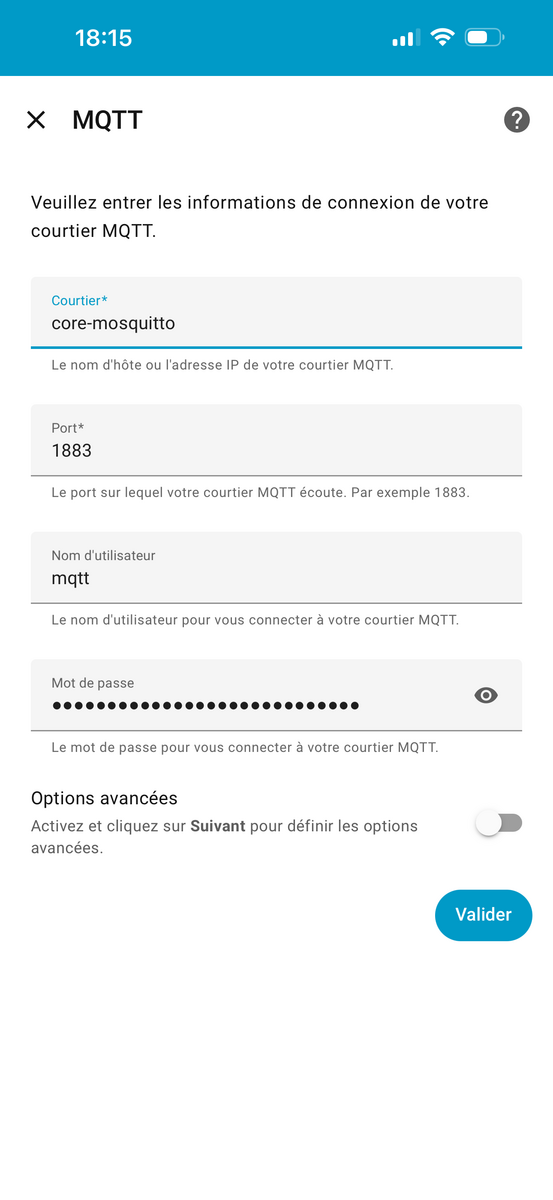 18:15
MQTT
Veuillez entrer les informations de connexion de votre
courtier MQTT.
Courtier*
core-mosquitto
Le nom d'hôte ou l'adresse IP de votre courtier MQTT.
Port*
1883
Le port sur lequel votre courtier MQTT écoute. Par exemple 1883.
Nom d'utilisateur
mqtt
Le nom d'utilisateur pour vous connecter à votre courtier MQTT.
Mot de passe
••••••••••••••••••••••••••••
Le mot de passe pour vous connecter à votre courtier MQTT.
Options avancées
Activez et cliquez sur Suivant pour définir les options
avancées.
Valider